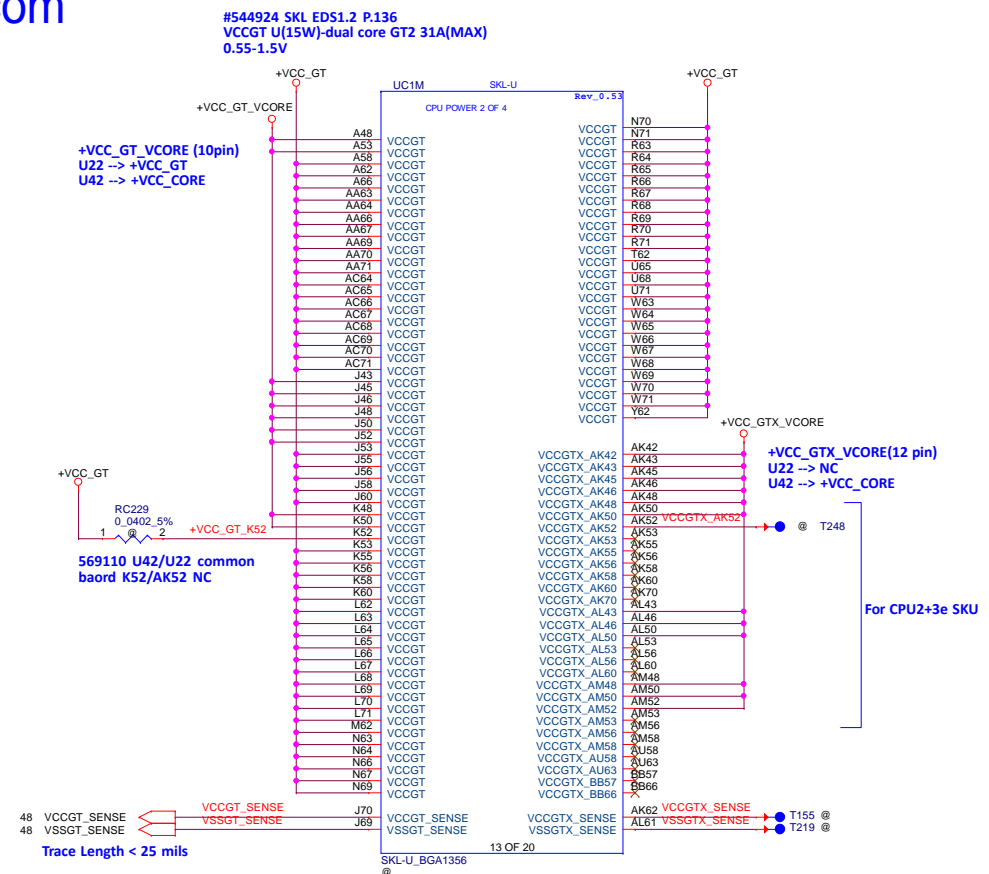 com
#544924 SKL EDS1.2 P.136
VCCGT U(15W)-dual core GT2 31A(MAX)
0.55-1.5V
+VCC_GT
+VCC_GT
UC1M
SKL-U
Rev_0.53
CPU POWER 2 OF 4
+VCC_GT_VCORE
+VCC_GT_VCORE (10pin)
U22 --> +VCC_GT
U42 --> +VCC_CORE
A48 VCCGT
A53 VCCGT
A58 VCCGT
A62 VCCGT
A66 VCCGT
AA63 VCCGT
AA64 VCCGT
AA66 VCCGT
AA67 VCCGT
AA69 VCCGT
AA70 VCCGT
AA71 VCCGT
AC64 VCCGT
AC65 VCCGT
AC66 VCCGT
AC67 VCCGT
AC68 VCCGT
AC69 VCCGT
AC70 VCCGT
AC71 VCCGT
J43 VCCGT
J45 VCCGT
J46 VCCGT
J48 VCCGT
J50 VCCGT
J52 VCCGT
J53 VCCGT
J55 VCCGT
J56 VCCGT
J58 VCCGT
J60 VCCGT
K48 VCCGT
K50 VCCGT
K52 VCCGT
K53 VCCGT
K55 VCCGT
K56 VCCGT
K58 VCCGT
K60 VCCGT
L62 VCCGT
L63 VCCGT
L64 VCCGT
L65 VCCGT
L66 VCCGT
L67 VCCGT
L68 VCCGT
L69 VCCGT
L70 VCCGT
L71 VCCGT
M62 VCCGT
N63 VCCGT
N64 VCCGT
N66 VCCGT
N67 VCCGT
N69 VCCGT
+VCC_GT
RC229
0_0402_5%
1 @ 2
+VCC_GT_K52
569110 U42/U22 common
baord K52/AK52 NC
48 VCCGT_SENSE VCCGT_SENSE J70 VCCGT_SENSE
48 VSSGT_SENSE VSSGT_SENSE J69 VSSGT_SENSE
Trace Length < 25 mils
VCCGT N70
VCCGT N71
VCCGT R63
VCCGT R64
VCCGT R65
VCCGT R66
VCCGT R67
VCCGT R68
VCCGT R69
VCCGT R70
VCCGT R71
VCCGT T62
VCCGT U65
VCCGT U68
VCCGT U71
VCCGT W63
VCCGT W64
VCCGT W65
VCCGT W66
VCCGT W67
VCCGT W68
VCCGT W69
VCCGT W70
VCCGT W71
VCCGT Y62
+VCC_GTX_VCORE
+VCC_GTX_VCORE(12 pin)
U22 --> NC
U42 --> +VCC_CORE
VCCGTX_AK42 AK42
VCCGTX_AK43 AK43
VCCGTX_AK45 AK45
VCCGTX_AK46 AK46
VCCGTX_AK48 AK48
VCCGTX_AK50 AK50
VCCGTX_AK52 AK52 VCCGTX_AK52 @ T248
VCCGTX_AK53 AK53
VCCGTX_AK55 AK55
VCCGTX_AK56 AK56
VCCGTX_AK58 AK58
VCCGTX_AK60 AK60
VCCGTX_AK70 AK70
VCCGTX_AL43 AL43
VCCGTX_AL46 AL46
VCCGTX_AL50 AL50
VCCGTX_AL53 AL53
VCCGTX_AL56 AL56
VCCGTX_AL60 AL60
VCCGTX_AM48 AM48
VCCGTX_AM50 AM50
VCCGTX_AM52 AM52
VCCGTX_AM53 AM53
VCCGTX_AM56 AM56
VCCGTX_AM58 AM58
VCCGTX_AU58 AU58
VCCGTX_AU63 AU63
VCCGTX_BB57 BB57
VCCGTX_BB66 BB66
For CPU2+3e SKU
VCCGTX_SENSE AK62 VCCGTX_SENSE T155 @
VSSGTX_SENSE AL61 VSSGTX_SENSE T219 @
13 OF 20
SKL-U_BGA1356
@